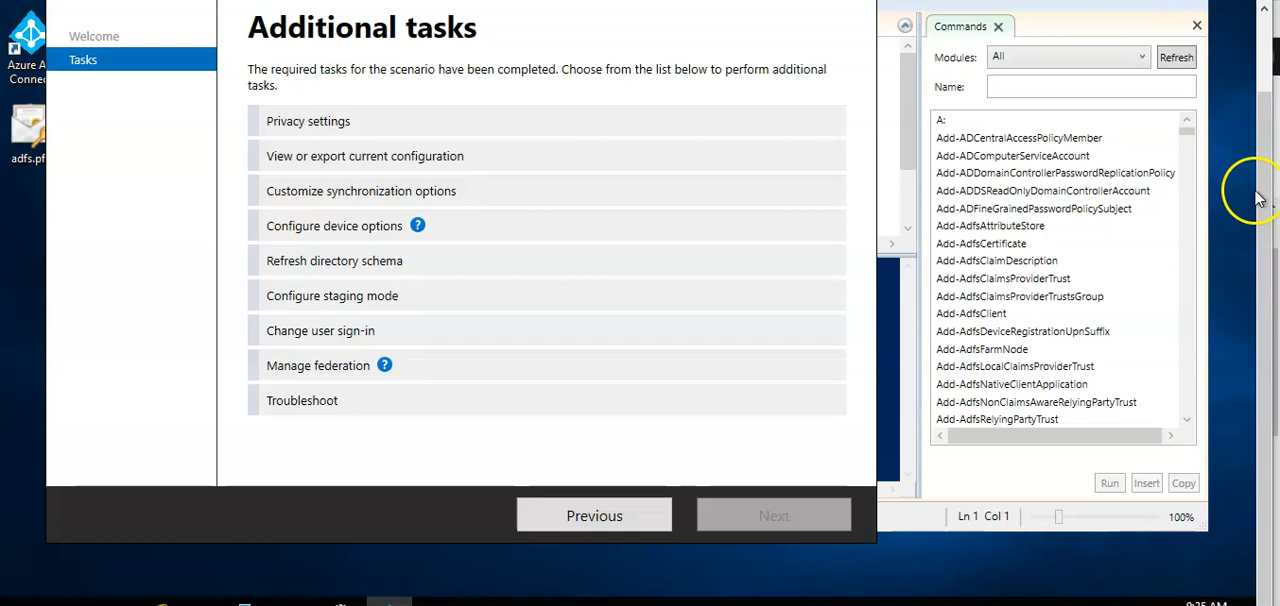 Azure A
Connec
adfs.pf
Welcome
Tasks
Additional tasks
The required tasks for the scenario have been completed. Choose from the list below to perform additional
tasks.
Privacy settings
View or export current configuration
Customize synchronization options
Configure device options ?
Refresh directory schema
Configure staging mode
Change user sign-in
Manage federation ?
Troubleshoot
Previous
Next
Commands X
Modules: All Refresh
Name:
A:
Add-ADCentralAccessPolicyMember
Add-ADComputerServiceAccount
Add-ADDomainControllerPasswordReplicationPolicy
Add-ADDSReadOnlyDomainControllerAccount
Add-ADFineGrainedPasswordPolicySubject
Add-AdfsAttributeStore
Add-AdfsCertificate
Add-AdfsClaimDescription
Add-AdfsClaimsProviderTrust
Add-AdfsClaimsProviderTrustsGroup
Add-AdfsClient
Add-AdfsDeviceRegistrationUpnSuffix
Add-AdfsFarmNode
Add-AdfsLocalClaimsProviderTrust
Add-AdfsNativeClientApplication
Add-AdfsNonClaimsAwareRelyingPartyTrust
Add-AdfsRelyingPartyTrust
Run Insert Copy
Ln 1 Col 1 100%